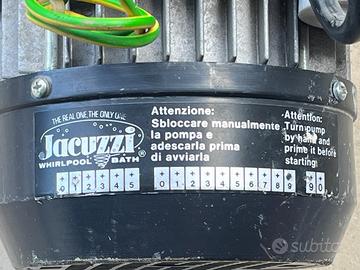 THE REAL ONE, THE ONLY ONE
Jacuzzi®
WHIRLPOOL BATH
Attenzione:
Sbloccare manualmente
la pompa e
adescarla prima
di avviarla
Attention:
Turn pump
by hand and
prime it before
starting
0 1 2 3 4 5
0 1 2 3 4 5 6 7 8 9
9 0
subito